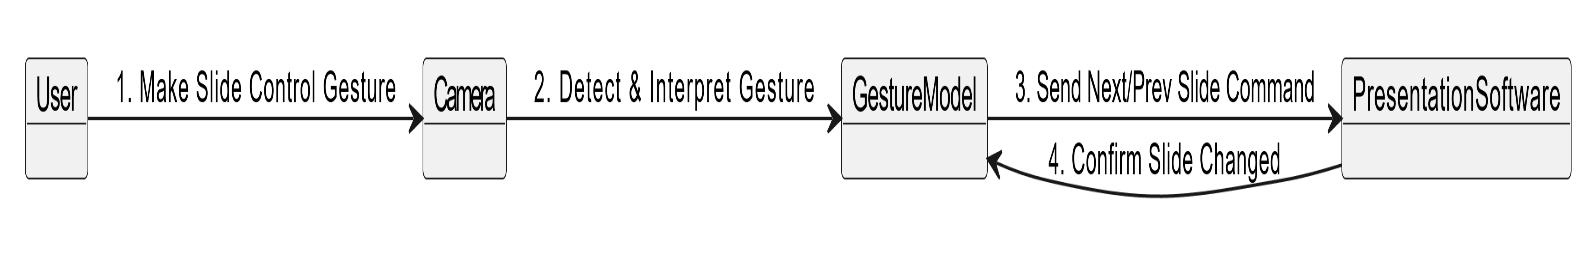 User
1. Make Slide Control Gesture
Camera
2. Detect & Interpret Gesture
GestureModel
3. Send Next/Prev Slide Command
PresentationSoftware
4. Confirm Slide Changed